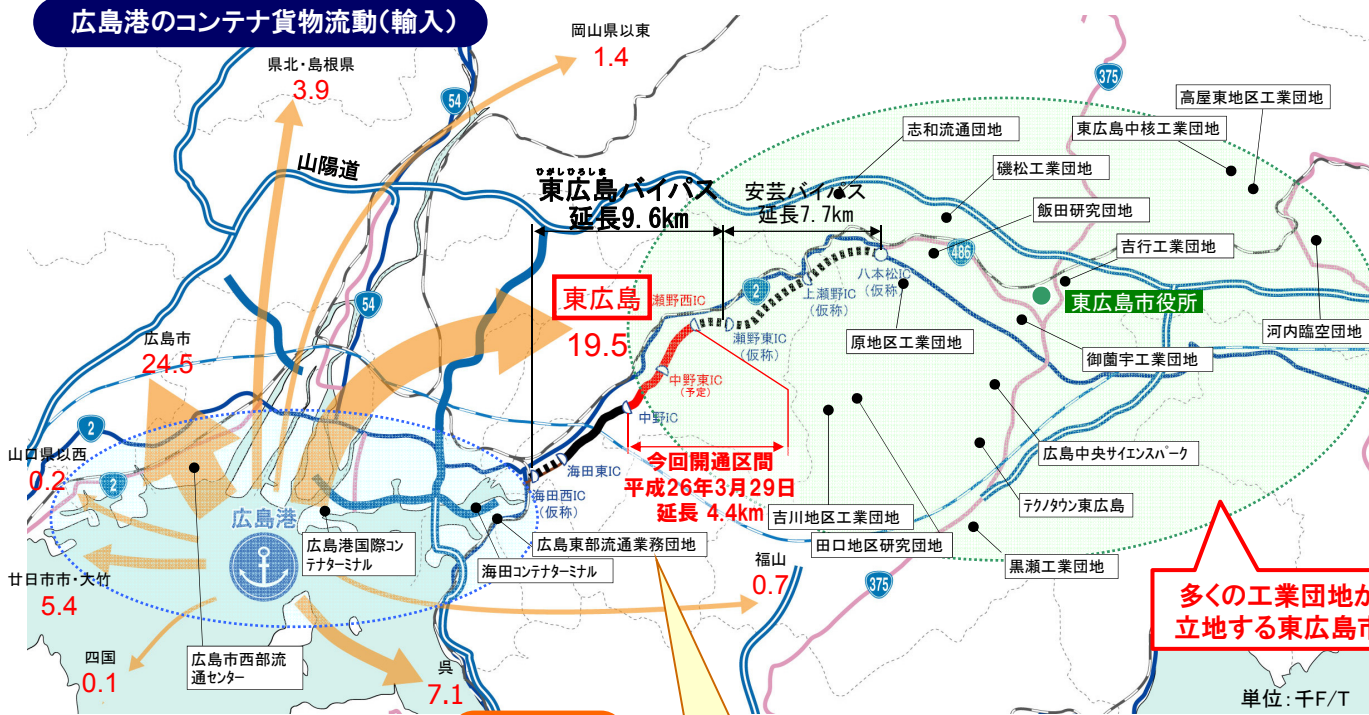 広島港のコンテナ貨物流動(輸入)
岡山県以東
1.4
県北・島根県
3.9
54
375
高屋東地区工業団地
志和流通団地
東広島中核工業団地
山陽道
ひがしひろしま
東広島バイパス
延長9.6km
安芸バイパス
延長7.7km
磯松工業団地
飯田研究団地
吉行工業団地
486
八本松IC
(仮称)
2
上瀬野IC
(仮称)
東広島
19.5
瀬野西IC
瀬野東IC
(仮称)
東広島市役所
54
広島市
24.5
原地区工業団地
御薗宇工業団地
河内臨空団地
中野東IC
(予定)
中野IC
2
山口県以西
0.2
2
今回開通区間
平成26年3月29日
延長 4.4km
海田東IC
海田西IC
(仮称)
広島中央サイエンスパーク
テクノタウン東広島
吉川地区工業団地
田口地区研究団地
黒瀬工業団地
広島港
広島港国際コン
テナターミナル
広島東部流通業務団地
海田コンテナターミナル
廿日市市・大竹
5.4
福山
0.7
375
多くの工業団地が
立地する東広島市
四国
0.1
広島市西部流
通センター
呉
7.1
単位:千F/T